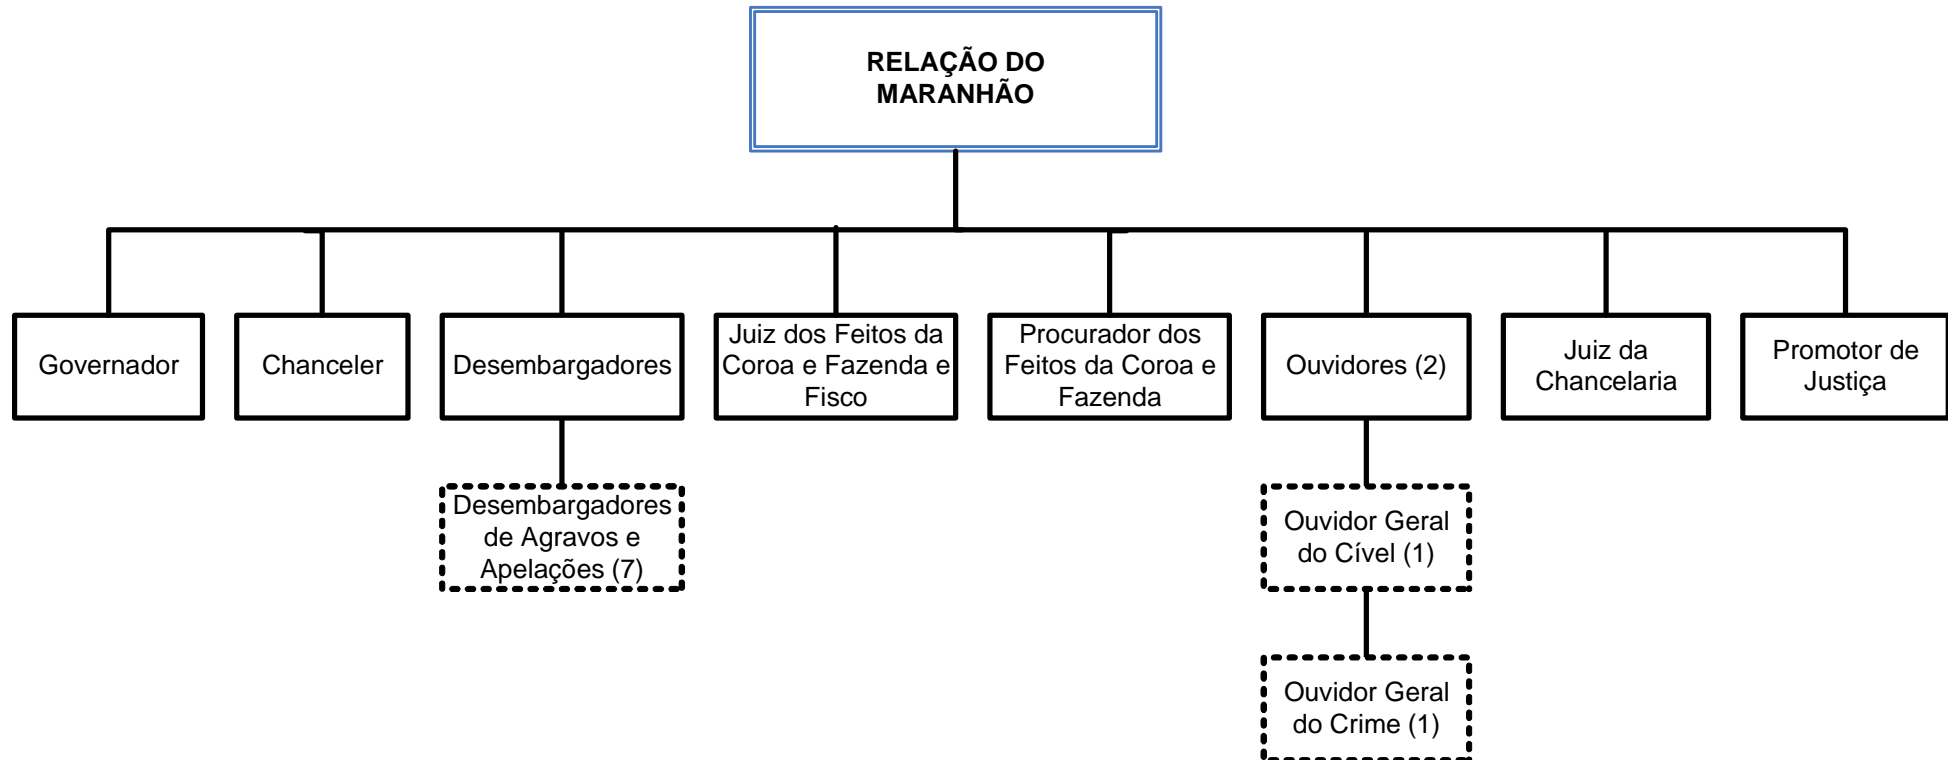 RELAÇÃO DO
MARANHÃO
Governador
Chanceler
Desembargadores
Juiz dos Feitos da
Coroa e Fazenda e
Fisco
Procurador dos
Feitos da Coroa e
Fazenda
Ouvidores (2)
Juiz da
Chancelaria
Promotor de
Justiça
Desembargadores
de Agravos e
Apelações (7)
Ouvidor Geral
do Cível (1)
Ouvidor Geral
do Crime (1)